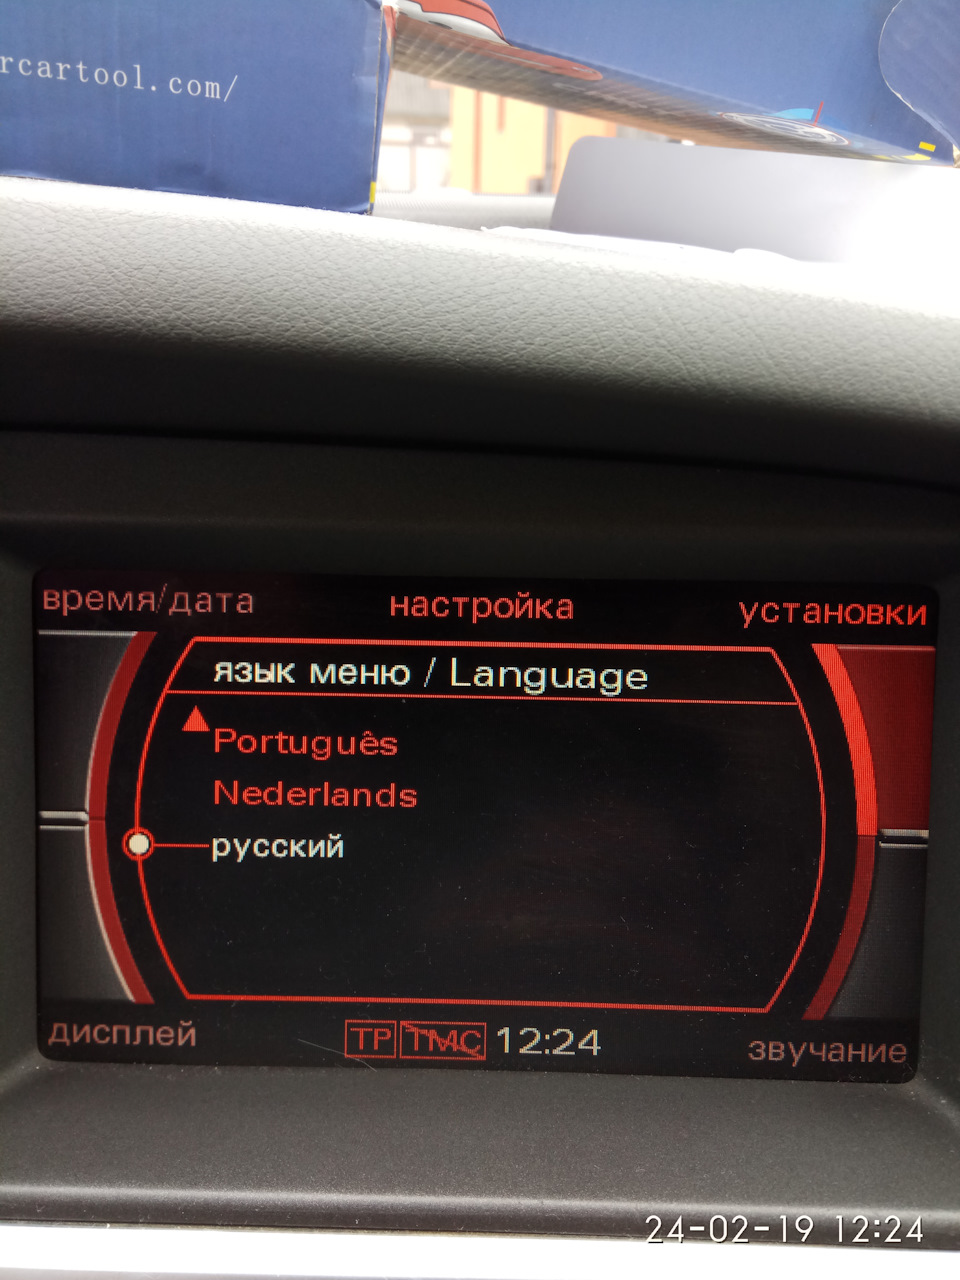 rcartool.com/
время/дата
настройка
установки
язык меню / Language
Português
Nederlands
русский
дисплей
TP TMC 12:24
звучание
24-02-19 12:24